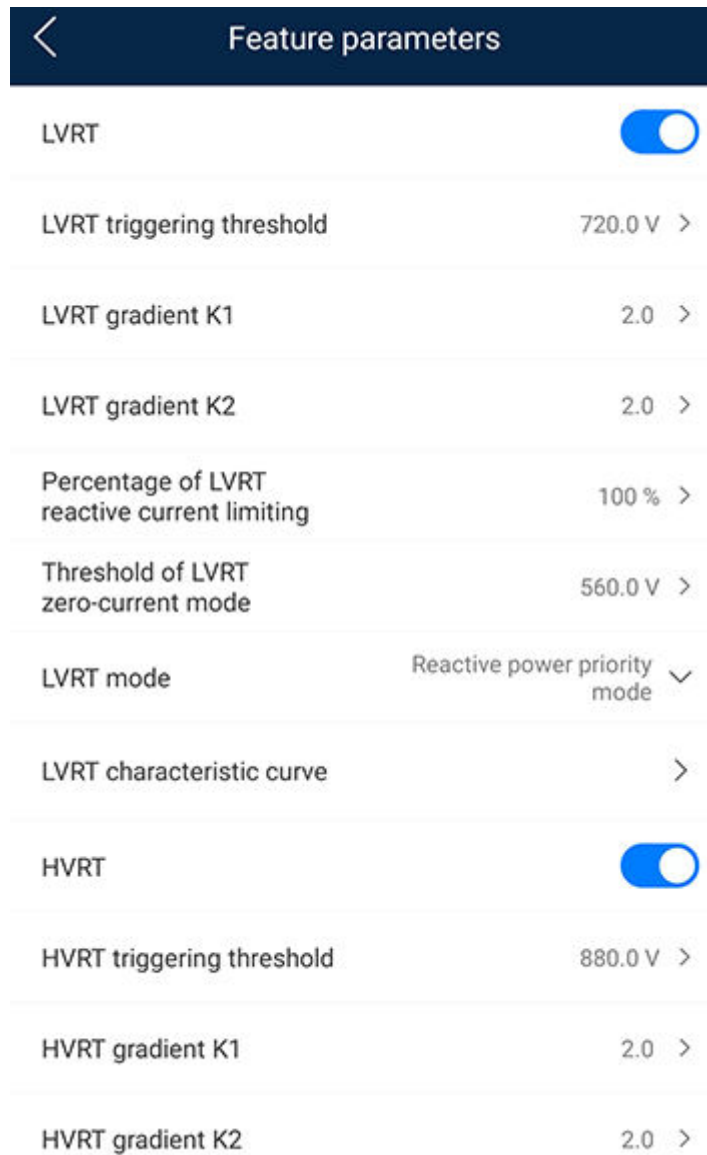 Feature parameters
LVRT
LVRT triggering threshold 720.0 V
LVRT gradient K1 2.0
LVRT gradient K2 2.0
Percentage of LVRT
reactive current limiting 100 %
Threshold of LVRT
zero-current mode 560.0 V
LVRT mode Reactive power priority
mode
LVRT characteristic curve
HVRT
HVRT triggering threshold 880.0 V
HVRT gradient K1 2.0
HVRT gradient K2 2.0